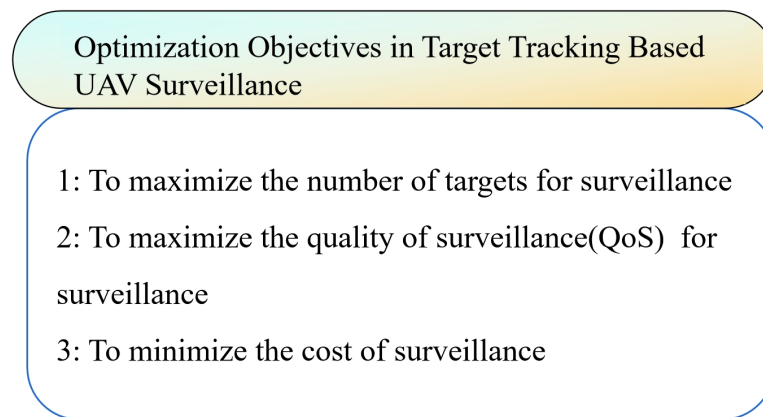 Optimization Objectives in Target Tracking Based
UAV Surveillance
1: To maximize the number of targets for surveillance
2: To maximize the quality of surveillance(QoS)  for
surveillance
3: To minimize the cost of surveillance